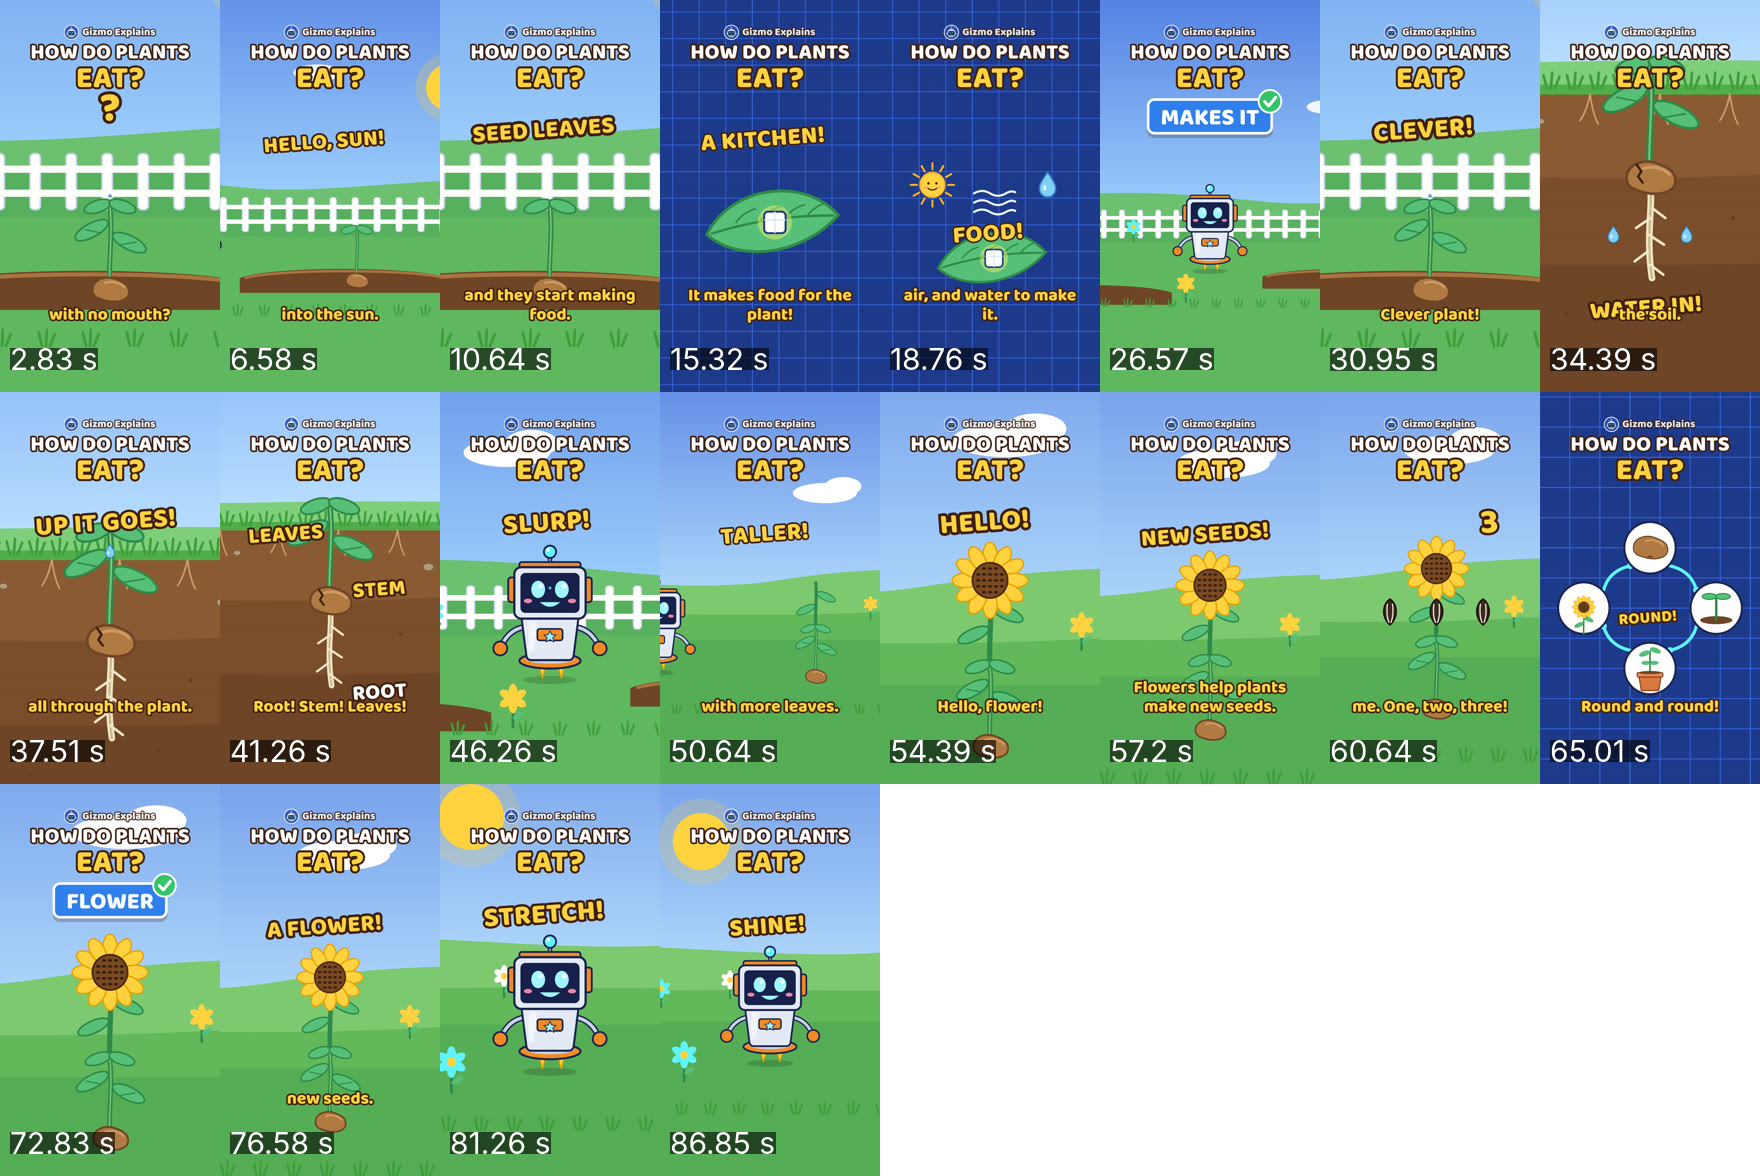 Gizmo Explains
HOW DO PLANTS
EAT?
?
with no mouth?
2.83 s
Gizmo Explains
HOW DO PLANTS
EAT?
HELLO, SUN!
into the sun.
6.58 s
Gizmo Explains
HOW DO PLANTS
EAT?
SEED LEAVES
and they start making
food.
10.64 s
Gizmo Explains
HOW DO PLANTS
EAT?
A KITCHEN!
It makes food for the
plant!
15.32 s
Gizmo Explains
HOW DO PLANTS
EAT?
FOOD!
air, and water to make
it.
18.76 s
Gizmo Explains
HOW DO PLANTS
EAT?
MAKES IT
26.57 s
Gizmo Explains
HOW DO PLANTS
EAT?
CLEVER!
Clever plant!
30.95 s
Gizmo Explains
HOW DO PLANTS
EAT?
WATER IN!
the soil.
34.39 s
Gizmo Explains
HOW DO PLANTS
EAT?
UP IT GOES!
all through the plant.
37.51 s
Gizmo Explains
HOW DO PLANTS
EAT?
LEAVES
STEM
ROOT
Root! Stem! Leaves!
41.26 s
Gizmo Explains
HOW DO PLANTS
EAT?
SLURP!
46.26 s
Gizmo Explains
HOW DO PLANTS
EAT?
TALLER!
with more leaves.
50.64 s
Gizmo Explains
HOW DO PLANTS
EAT?
HELLO!
Hello, flower!
54.39 s
Gizmo Explains
HOW DO PLANTS
EAT?
NEW SEEDS!
Flowers help plants
make new seeds.
57.2 s
Gizmo Explains
HOW DO PLANTS
EAT?
3
me. One, two, three!
60.64 s
Gizmo Explains
HOW DO PLANTS
EAT?
ROUND!
Round and round!
65.01 s
Gizmo Explains
HOW DO PLANTS
EAT?
FLOWER
72.83 s
Gizmo Explains
HOW DO PLANTS
EAT?
A FLOWER!
new seeds.
76.58 s
Gizmo Explains
HOW DO PLANTS
EAT?
STRETCH!
81.26 s
Gizmo Explains
HOW DO PLANTS
EAT?
SHINE!
86.85 s